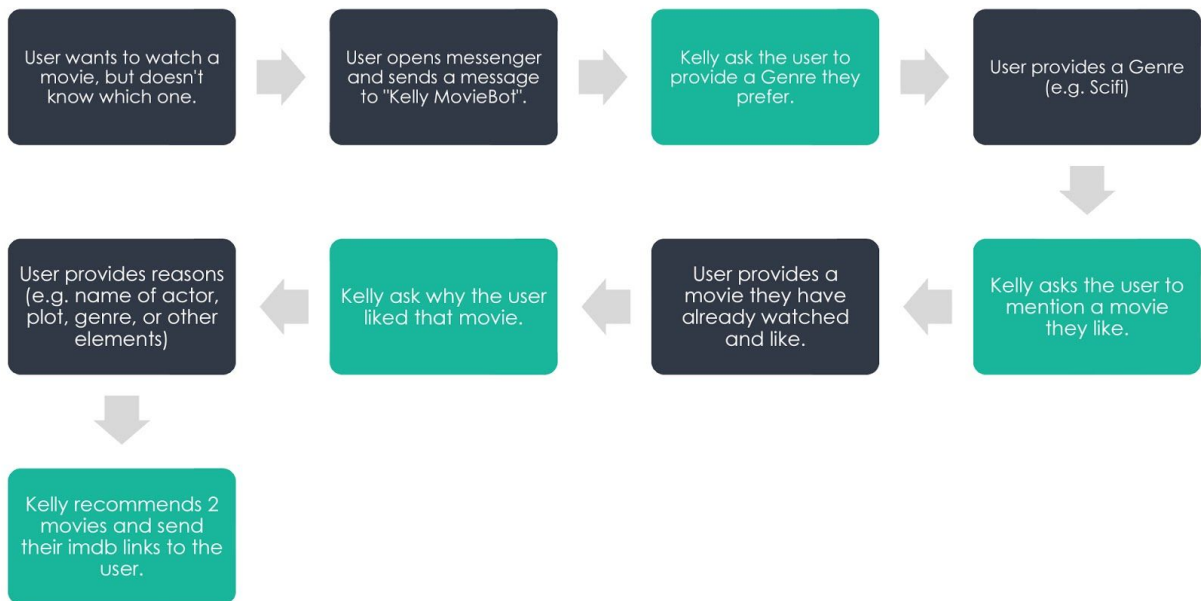 User wants to watch a
movie, but doesn't
know which one.
User opens messenger
and sends a message
to "Kelly MovieBot".
Kelly ask the user to
provide a Genre they
prefer.
User provides a Genre
(e.g. Scifi)
Kelly asks the user to
mention a movie
they like.
User provides a
movie they have
already watched
and like.
Kelly ask why the user
liked that movie.
User provides reasons
(e.g. name of actor,
plot, genre, or other
elements)
Kelly recommends 2
movies and send
their imdb links to the
user.